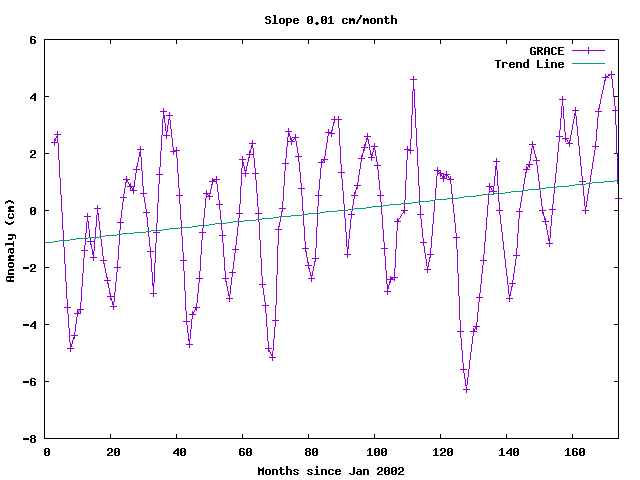 Slope 0.01 cm/month
GRACE
Trend Line
6
4
2
0
-2
-4
-6
-8
Anomaly (cm)
0 20 40 60 80 100 120 140 160
Months since Jan 2002